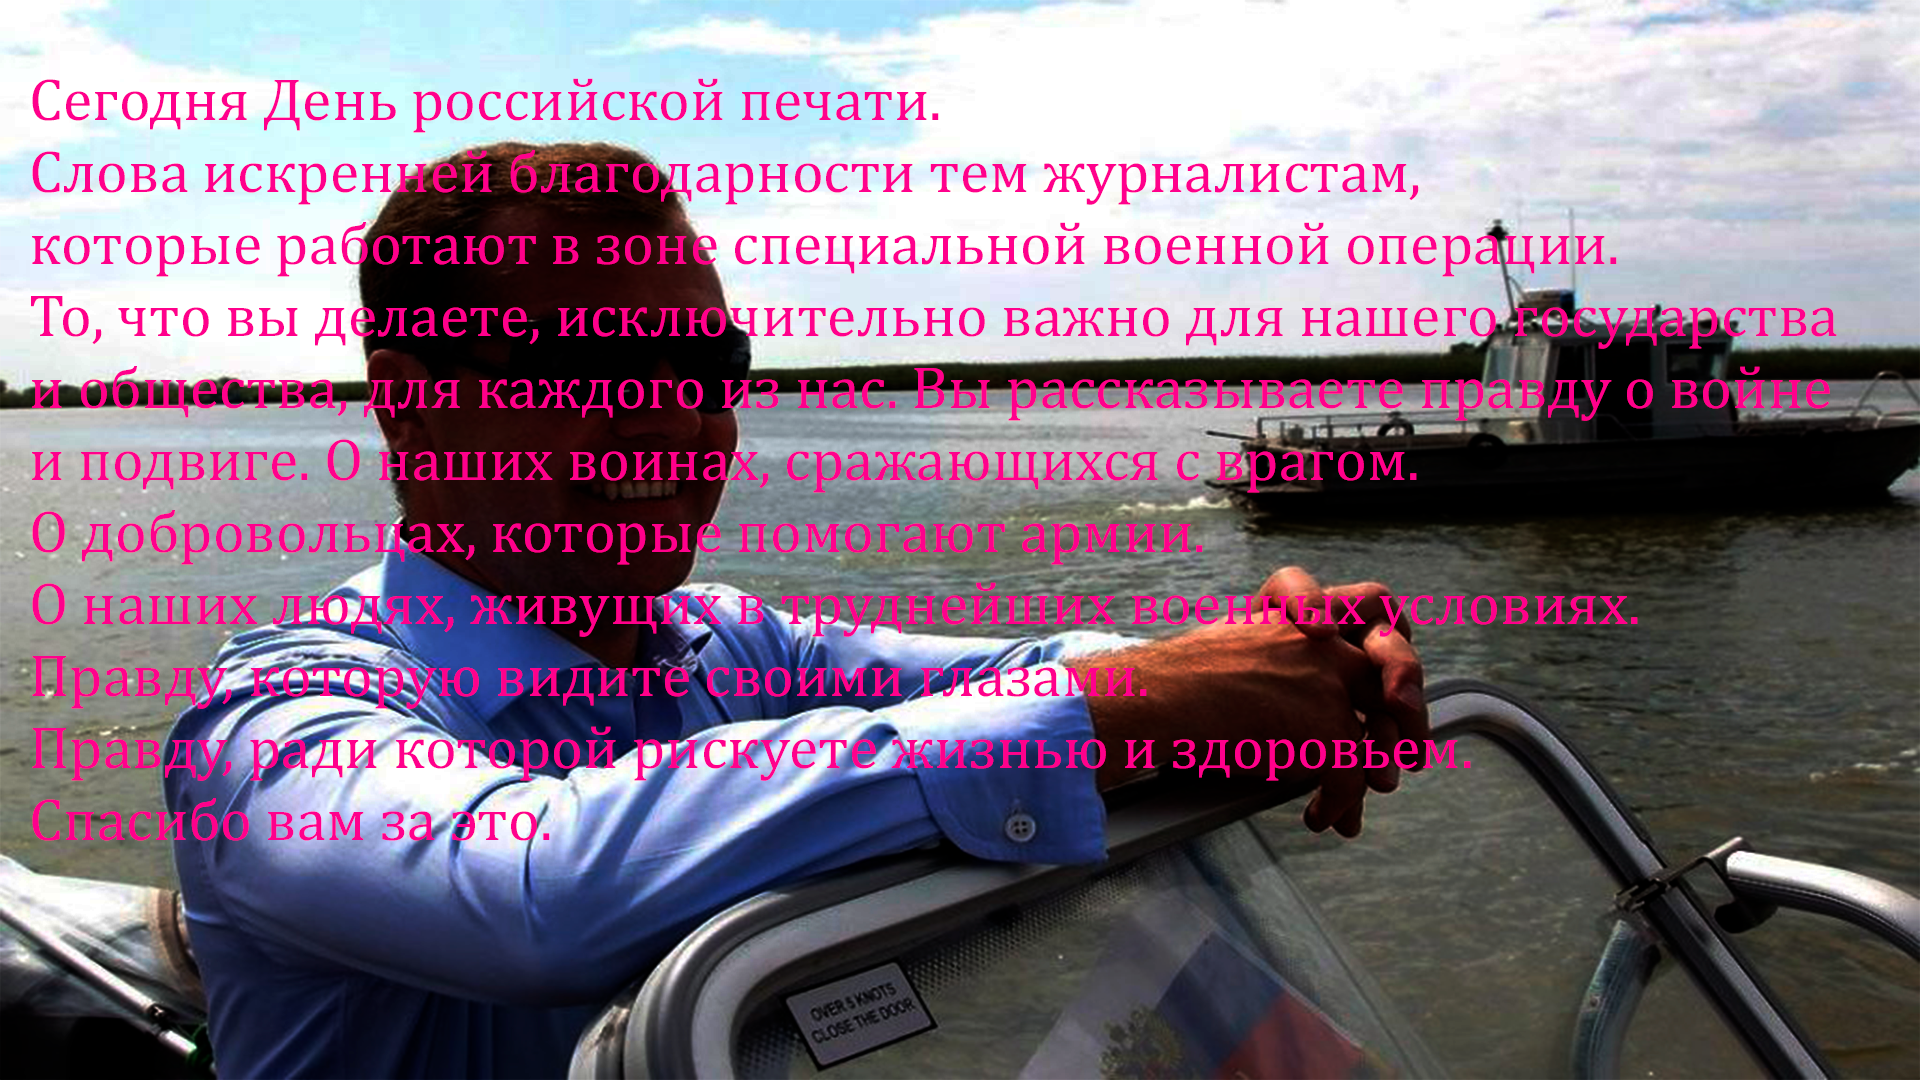 Сегодня День российской печати.
Слова искренней благодарности тем журналистам,
которые работают в зоне специальной военной операции.
То, что вы делаете, исключительно важно для нашего государства
и общества, для каждого из нас. Вы рассказываете правду о войне
и подвиге. О наших воинах, сражающихся с врагом.
О добровольцах, которые помогают армии.
О наших людях, живущих в труднейших военных условиях.
Правду, которую видите своими глазами.
Правду, ради которой рискуете жизнью и здоровьем.
Спасибо вам за это.
OVER 5 KNOTS
CLOSE THE DOOR